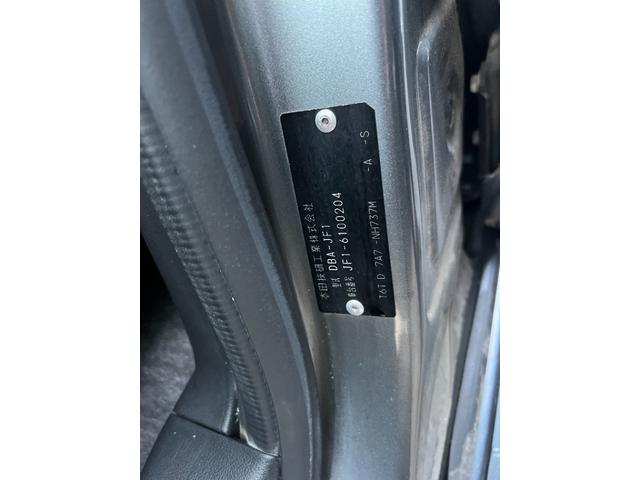 本田技研工業株式会社
型式 DBA-JF1
車台番号 JF1-6100204
T6T D 7A7 -NH737M -A -S